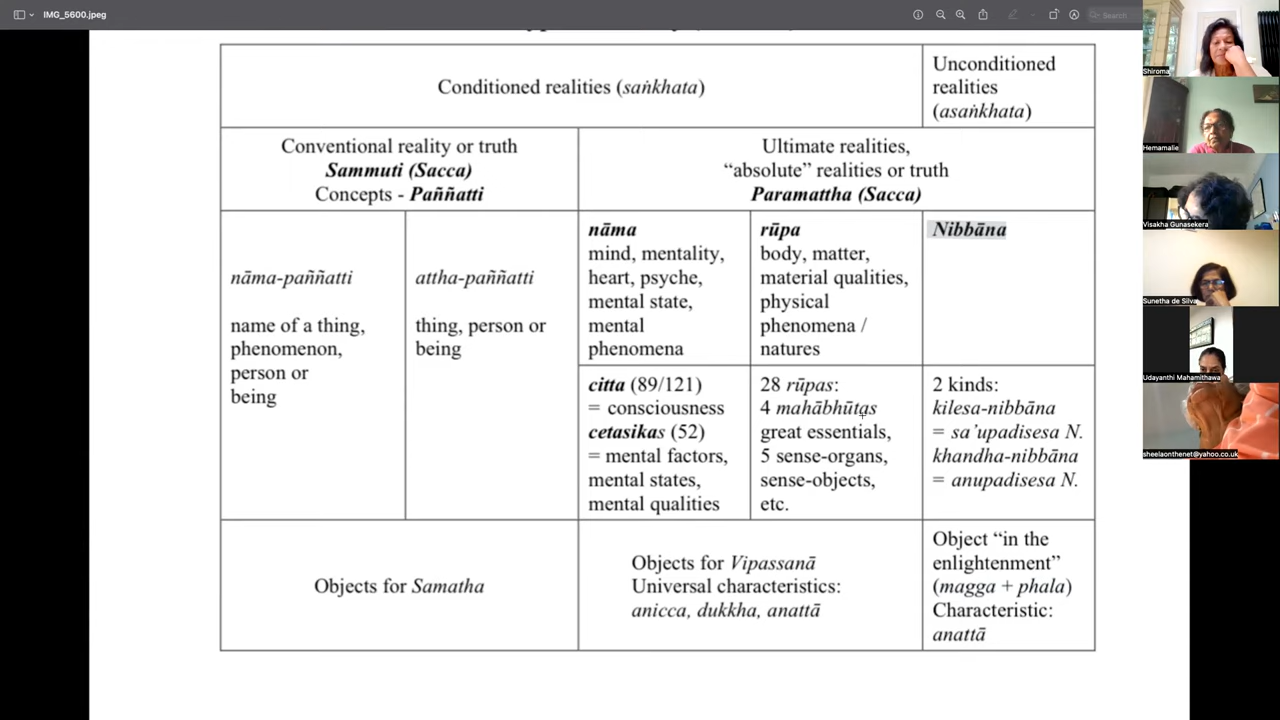 IMG_5600.jpeg
Search
Conditioned realities (saṅkhata)
Unconditioned
realities
(asaṅkhata)
Conventional reality or truth
Sammuti (Sacca)
Concepts - Paññatti
Ultimate realities,
“absolute” realities or truth
Paramattha (Sacca)
nāma-paññatti
name of a thing,
phenomenon,
person or
being
attha-paññatti
thing, person or
being
nāma
mind, mentality,
heart, psyche,
mental state,
mental
phenomena
rūpa
body, matter,
material qualities,
physical
phenomena /
natures
Nibbāna
citta (89/121)
= consciousness
cetasikas (52)
= mental factors,
mental states,
mental qualities
28 rūpas:
4 mahābhūtas
great essentials,
5 sense-organs,
sense-objects,
etc.
2 kinds:
kilesa-nibbāna
= sa’upadisesa N.
khandha-nibbāna
= anupadisesa N.
Objects for Samatha
Objects for Vipassanā
Universal characteristics:
anicca, dukkha, anattā
Object “in the
enlightenment”
(magga + phala)
Characteristic:
anattā
Shiroma
Hemamalie
Visakha Gunasekera
Sunetha de Silva
Udayanthi Mahamithawa
sheelaonthenet@yahoo.co.uk